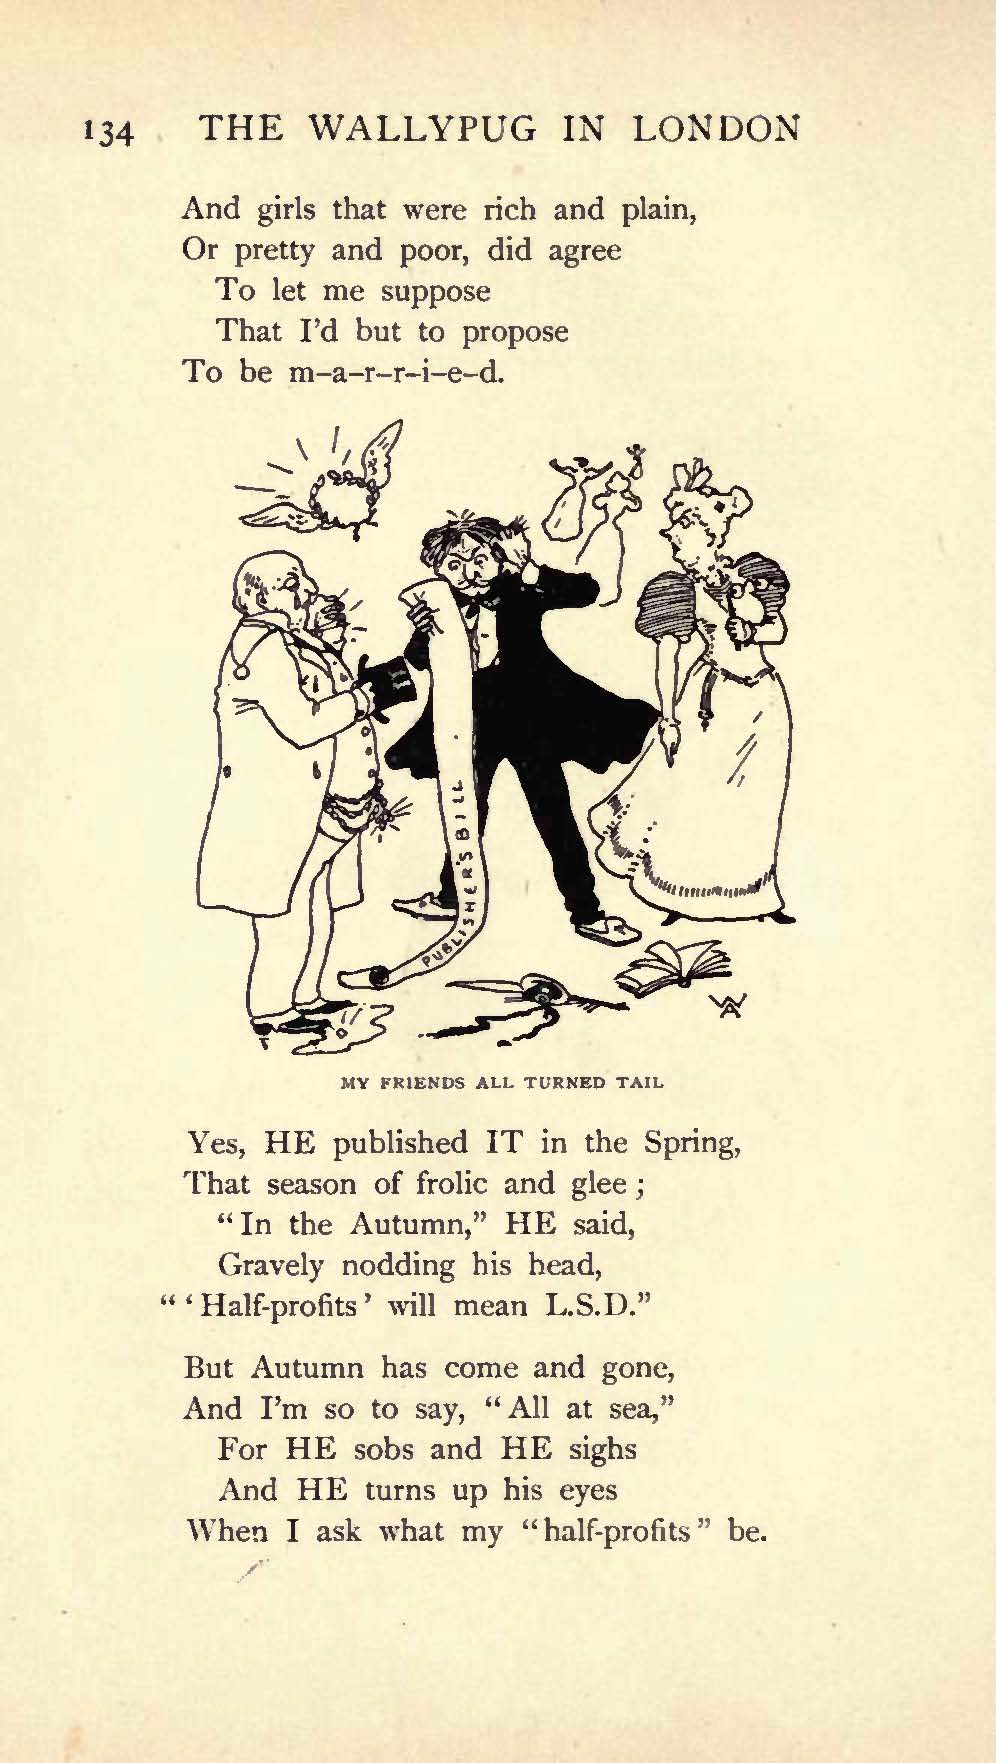 134 THE WALLYPUG IN LONDON
And girls that were rich and plain,
Or pretty and poor, did agree
To let me suppose
That I'd but to propose
To be m–a–r–r–i–e–d.
PUBLISHER'S BILL
WA
MY FRIENDS ALL TURNED TAIL
Yes, HE published IT in the Spring,
That season of frolic and glee ;
"In the Autumn," HE said,
Gravely nodding his head,
"'Half-profits' will mean L.S.D."
But Autumn has come and gone,
And I'm so to say, "All at sea,"
For HE sobs and HE sighs
And HE turns up his eyes
When I ask what my "half-profits" be.